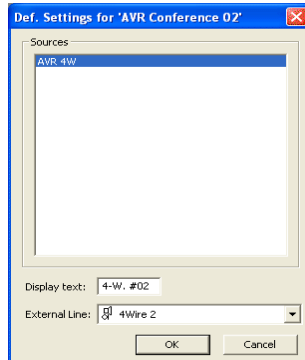 Def. Settings for 'AVR Conference 02'
Sources
AVR 4W
Display text: 4-W. #02
External Line: 4Wire 2
OK Cancel